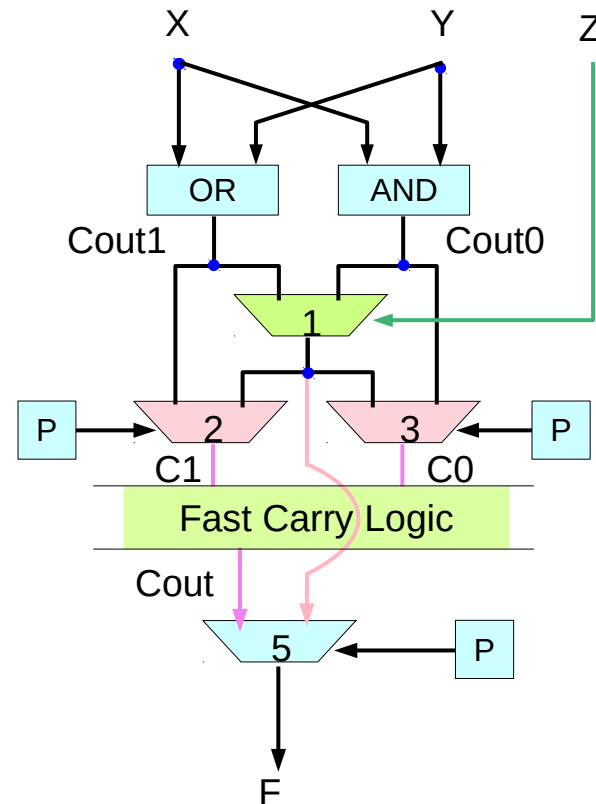 X Y Z
OR AND
Cout1 Cout0
1
P 2 3 P
C1 C0
Fast Carry Logic
Cout
5 P
F